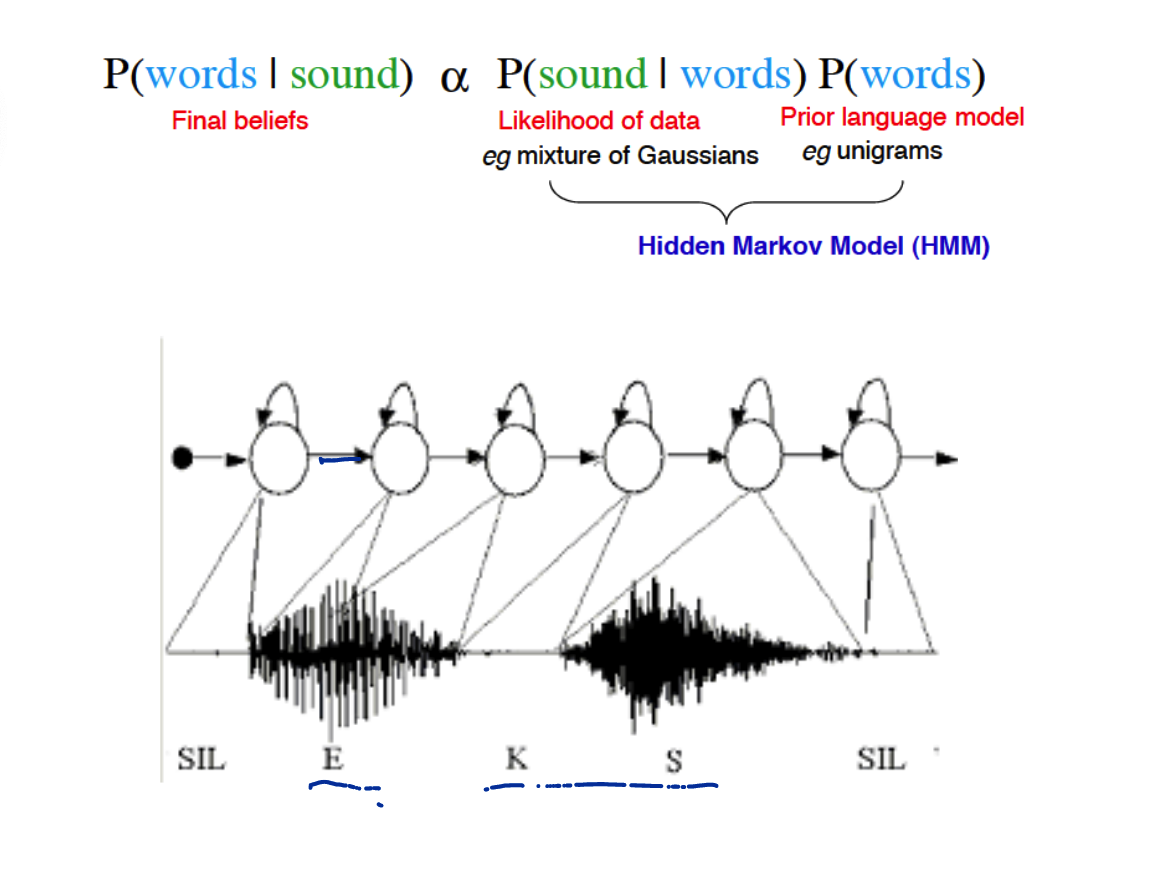 P(words | sound) α P(sound | words) P(words)
Final beliefs Likelihood of data Prior language model
eg mixture of Gaussians eg unigrams
Hidden Markov Model (HMM)
SIL E K S SIL